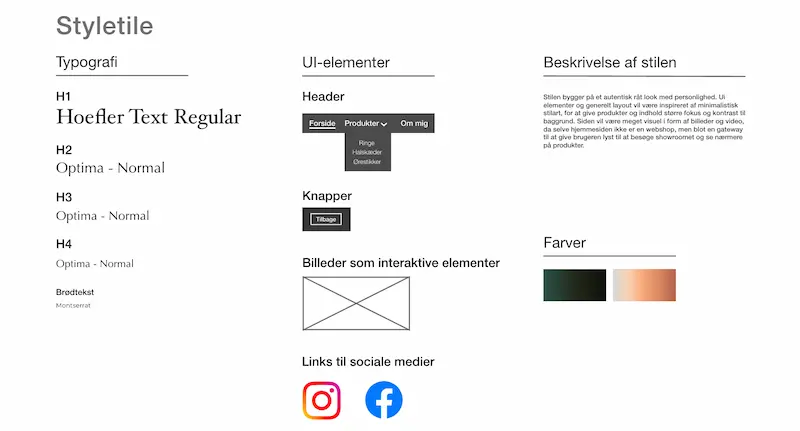 Styletile
Typografi
H1
Hoefler Text Regular
H2
Optima - Normal
H3
Optima - Normal
H4
Optima - Normal
Brødtekst
Montserrat
UI-elementer
Header
Forside Produkter Om mig
Ringe
Halskæder
Ørestikker
Knapper
Tilbage
Billeder som interaktive elementer
Links til sociale medier
Beskrivelse af stilen
Stilen bygger på et autentisk råt look med personlighed. Ui
elementer og generelt layout vil være inspireret af minimalistisk
stilart, for at give produkter og indhold større fokus og kontrast til
baggrund. Siden vil være meget visuel i form af billeder og video,
da selve hjemmesiden ikke er en webshop, men blot en gateway
til at give brugeren lyst til at besøge showroomet og se nærmere
på produkter.
Farver